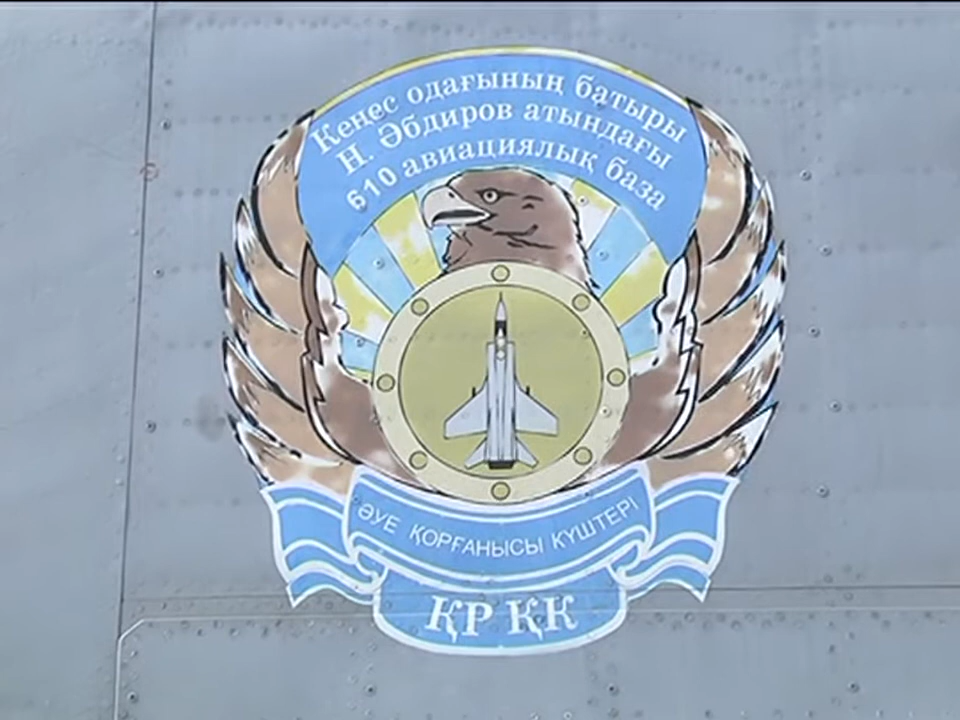 Кеңес одағының батыры
Н. Әбдиров атындағы
610 авиациялық база
ӘУЕ ҚОРҒАНЫСЫ КҮШТЕРІ
ҚР ҚК